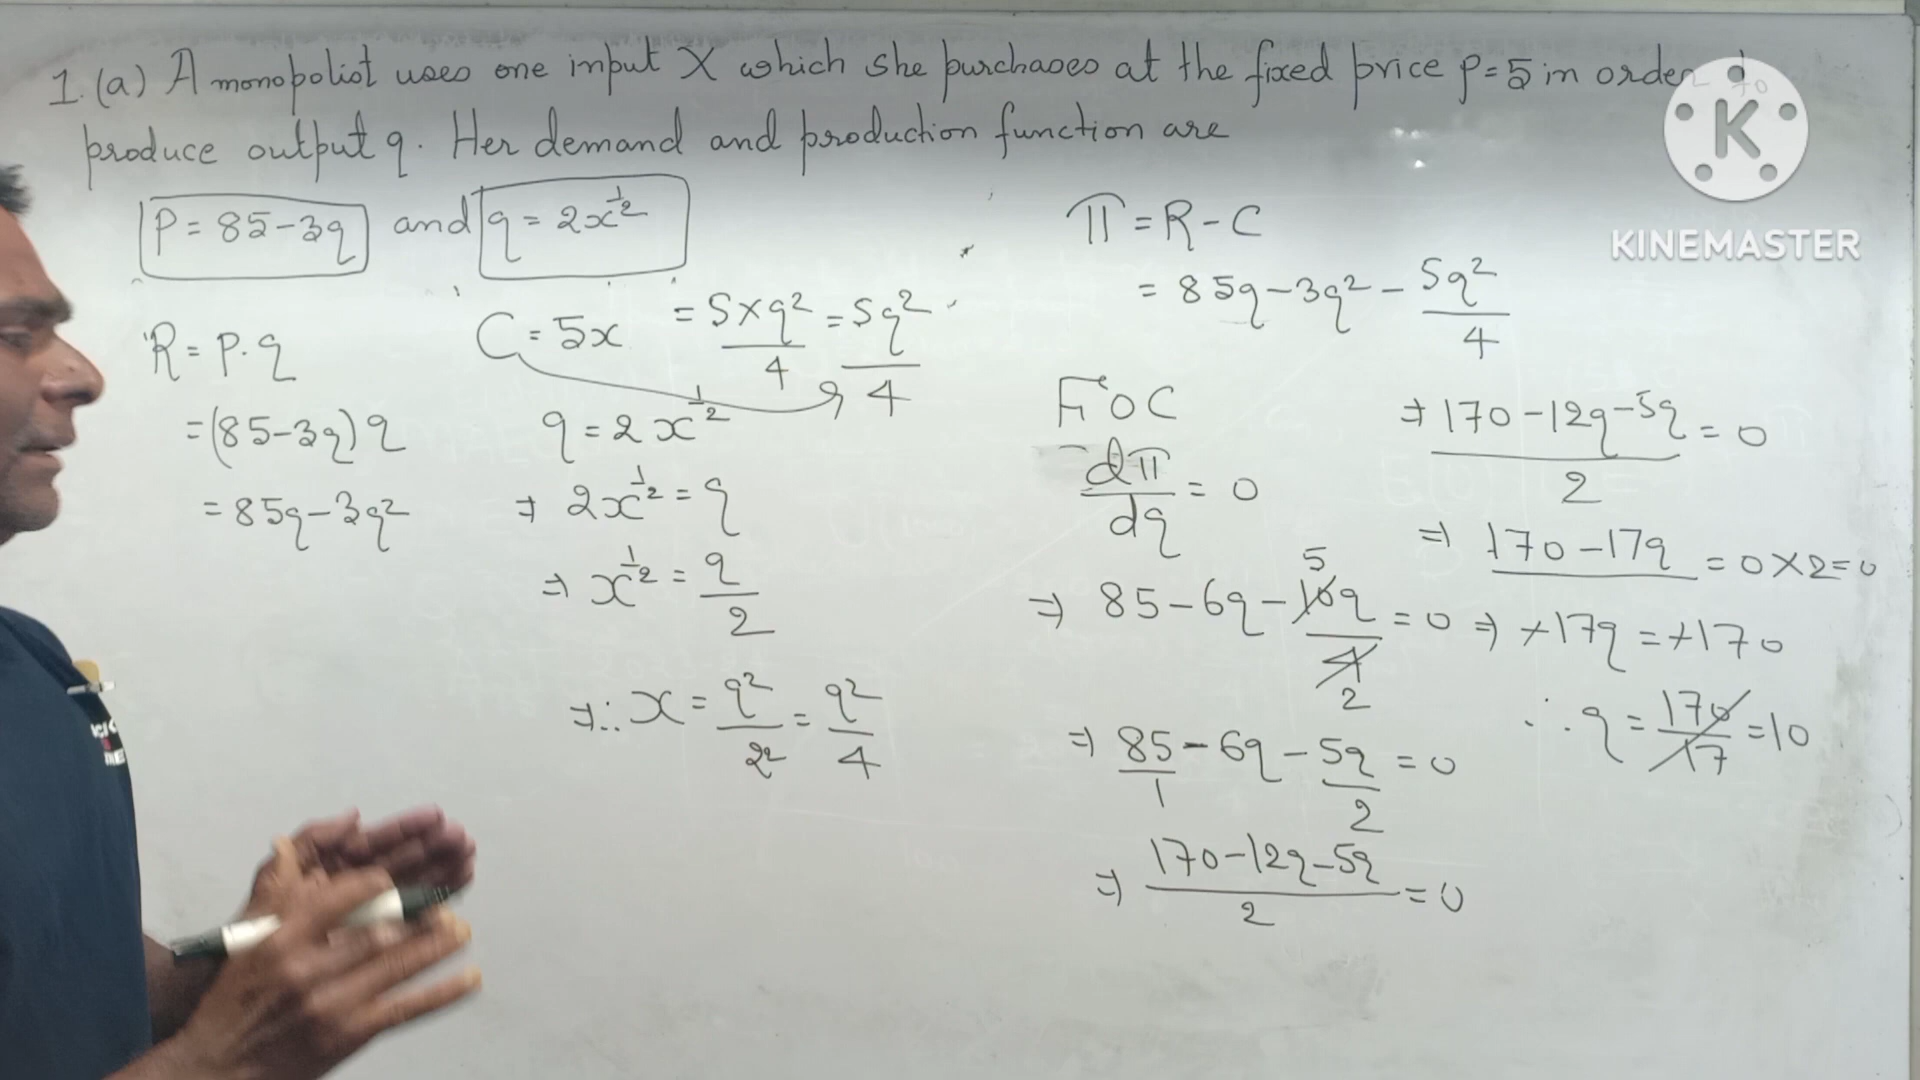 1. (a) A monopolist uses one input X which she purchases at the fixed price p=5 in order to
produce output q. Her demand and production function are
P = 85-3q and q = 2x^{1/2}
R = P.q
=(85-3q)q
= 85q-3q²
C = 5x = 5xq²/4 = 5q²/4
q = 2x^{1/2}
⇒ 2x^{1/2} = q
⇒ x^{1/2} = q/2
⇒∴ x = q²/2² = q²/4
π = R - C
= 85q - 3q² - 5q²/4
FOC
dπ/dq = 0
⇒ 85 - 6q - 10q/4 = 0
5
2
⇒ 85/1 - 6q - 5q/2 = 0
⇒ (170-12q-5q)/2 = 0
⇒ (170-12q-5q)/2 = 0
⇒ 170-17q = 0x2=0
⇒ +17q = +170
∴ q = 170/17 = 10
K
KINEMASTER